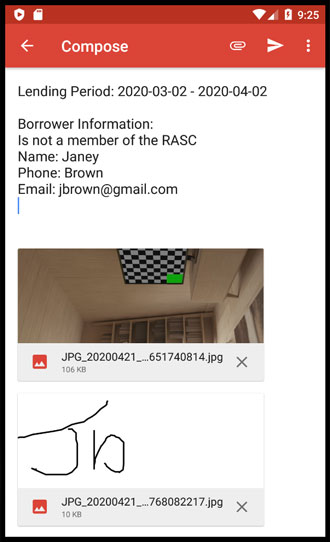 9:25
Compose
Lending Period: 2020-03-02 - 2020-04-02
Borrower Information:
Is not a member of the RASC
Name: Janey
Phone: Brown
Email: jbrown@gmail.com
JPG_20200421_...651740814.jpg
106 KB
Jb
JPG_20200421_...768082217.jpg
10 KB